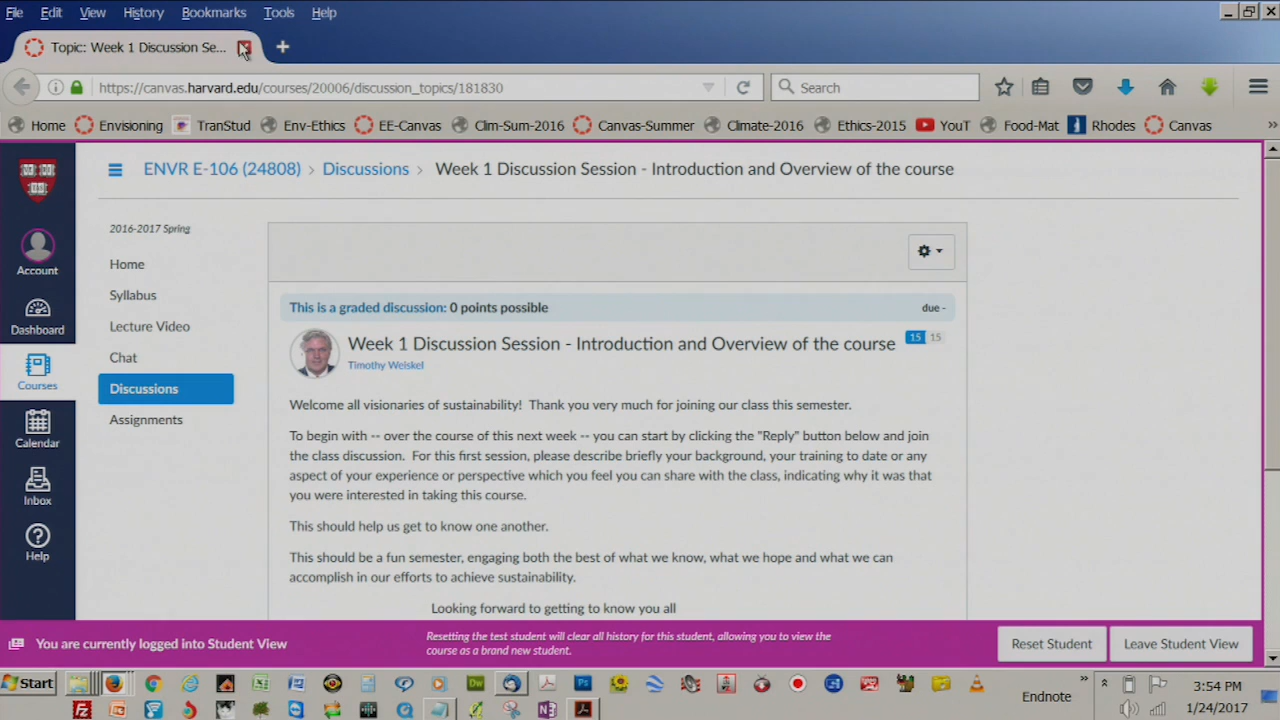 File Edit View History Bookmarks Tools Help
Topic: Week 1 Discussion Se...
https://canvas.harvard.edu/courses/20006/discussion_topics/181830
Search
Home Envisioning TranStud Env-Ethics EE-Canvas Clim-Sum-2016 Canvas-Summer Climate-2016 Ethics-2015 YouT Food-Mat Rhodes Canvas
ENVR E-106 (24808) > Discussions > Week 1 Discussion Session - Introduction and Overview of the course
Account
Dashboard
Courses
Calendar
Inbox
Help
2016-2017 Spring
Home
Syllabus
Lecture Video
Chat
Discussions
Assignments
This is a graded discussion: 0 points possible
due -
Week 1 Discussion Session - Introduction and Overview of the course
15 15
Timothy Weiskel
Welcome all visionaries of sustainability! Thank you very much for joining our class this semester.
To begin with -- over the course of this next week -- you can start by clicking the "Reply" button below and join
the class discussion. For this first session, please describe briefly your background, your training to date or any
aspect of your experience or perspective which you feel you can share with the class, indicating why it was that
you were interested in taking this course.
This should help us get to know one another.
This should be a fun semester, engaging both the best of what we know, what we hope and what we can
accomplish in our efforts to achieve sustainability.
Looking forward to getting to know you all
You are currently logged into Student View
Resetting the test student will clear all history for this student, allowing you to view the
course as a brand new student.
Reset Student
Leave Student View
Start
Endnote
3:54 PM
1/24/2017